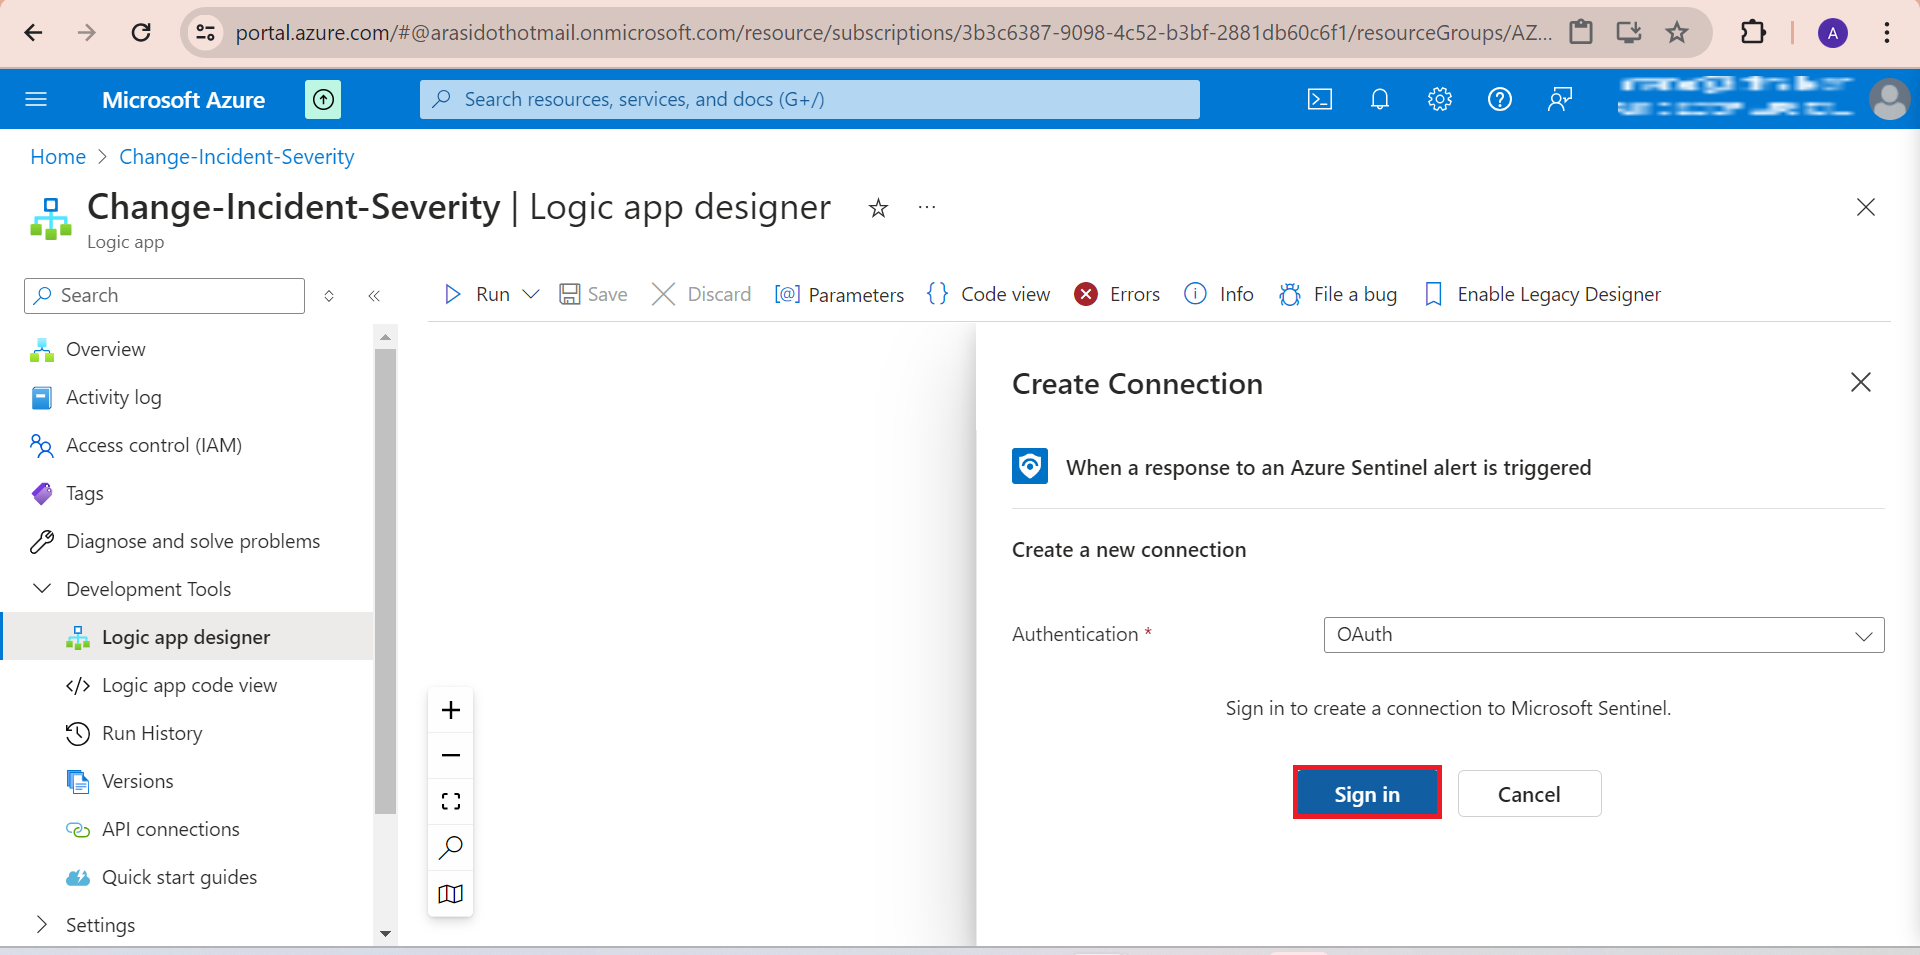 portal.azure.com/#@arasidothotmail.onmicrosoft.com/resource/subscriptions/3b3c6387-9098-4c52-b3bf-2881db60c6f1/resourceGroups/AZ...
A
Microsoft Azure
Search resources, services, and docs (G+/)
Home > Change-Incident-Severity
Change-Incident-Severity | Logic app designer
Logic app
Search
Run
Save
Discard
[@] Parameters
{} Code view
Errors
Info
File a bug
Enable Legacy Designer
Overview
Activity log
Access control (IAM)
Tags
Diagnose and solve problems
Development Tools
Logic app designer
Logic app code view
Run History
Versions
API connections
Quick start guides
Settings
Create Connection
When a response to an Azure Sentinel alert is triggered
Create a new connection
Authentication *
OAuth
Sign in to create a connection to Microsoft Sentinel.
Sign in
Cancel